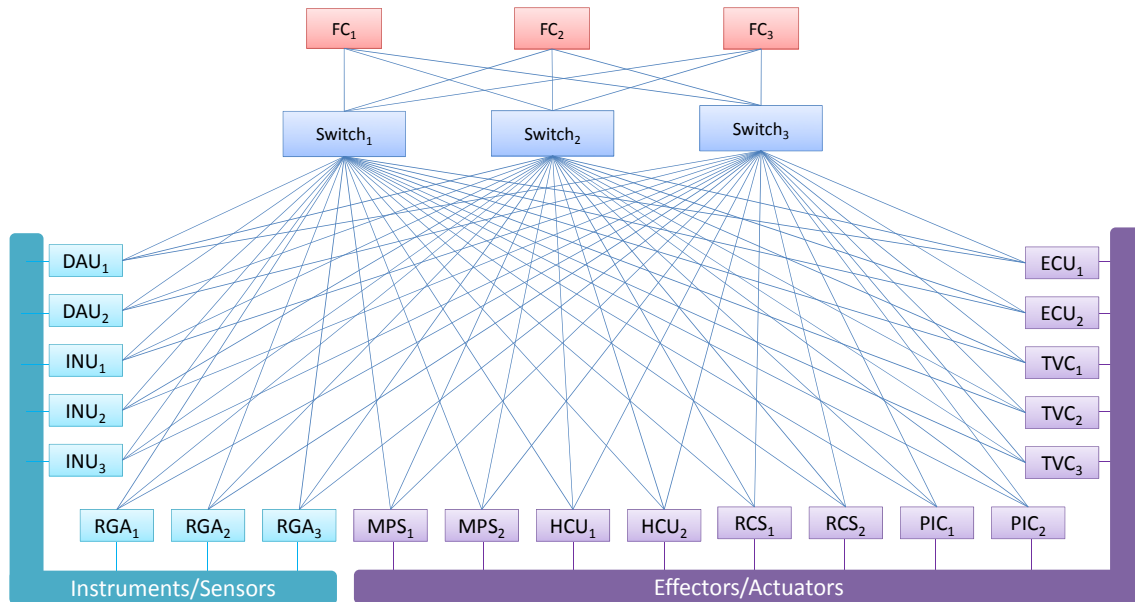 FC₁
FC₂
FC₃
Switch₁
Switch₂
Switch₃
DAU₁
DAU₂
INU₁
INU₂
INU₃
ECU₁
ECU₂
TVC₁
TVC₂
TVC₃
RGA₁
RGA₂
RGA₃
MPS₁
MPS₂
HCU₁
HCU₂
RCS₁
RCS₂
PIC₁
PIC₂
Instruments/Sensors
Effectors/Actuators